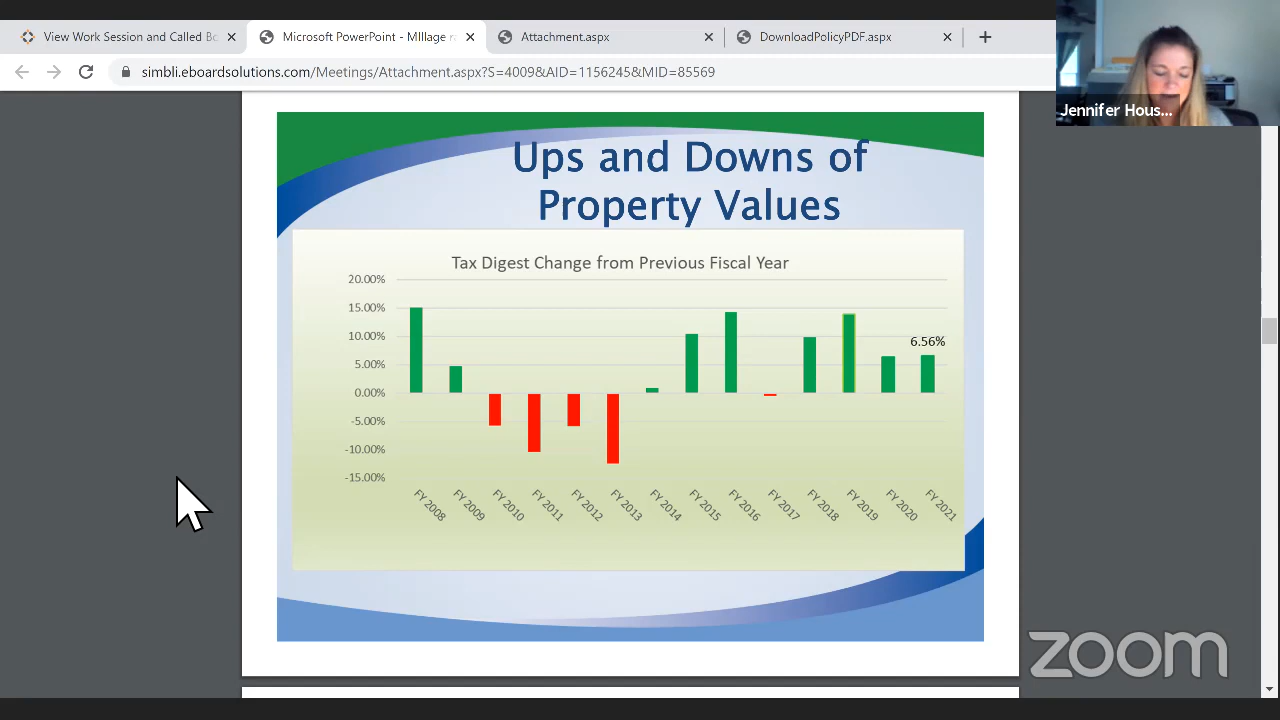 View Work Session and Called Bo
Microsoft PowerPoint - MIllage ra
Attachment.aspx
DownloadPolicyPDF.aspx
simbli.eboardsolutions.com/Meetings/Attachment.aspx?S=4009&AID=1156245&MID=85569
Jennifer Hous...
Ups and Downs of
Property Values
Tax Digest Change from Previous Fiscal Year
20.00%
15.00%
10.00%
5.00%
0.00%
-5.00%
-10.00%
-15.00%
6.56%
FY 2008
FY 2009
FY 2010
FY 2011
FY 2012
FY 2013
FY 2014
FY 2015
FY 2016
FY 2017
FY 2018
FY 2019
FY 2020
FY 2021
zoom